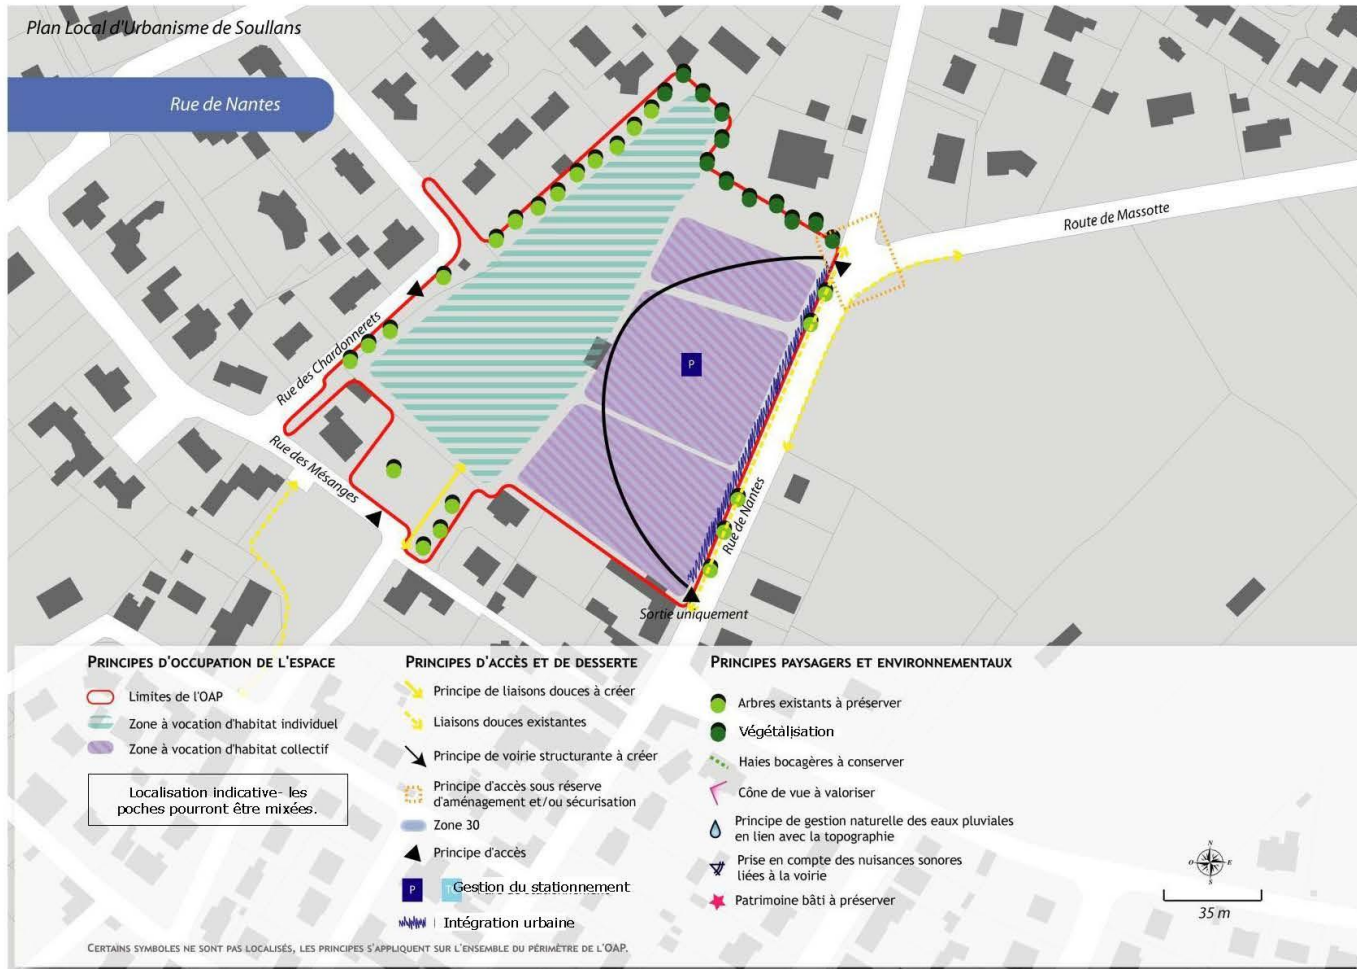 Plan Local d'Urbanisme de Soullans
Rue de Nantes
Route de Massotte
Rue des Chardonnerets
P
Rue des Mésanges
Rue de Nantes
Sortie uniquement
PRINCIPES D'OCCUPATION DE L'ESPACE
Limites de l'OAP
Zone à vocation d'habitat individuel
Zone à vocation d'habitat collectif
Localisation indicative- les
poches pourront être mixées.
PRINCIPES D'ACCÈS ET DE DESSERTE
Principe de liaisons douces à créer
Liaisons douces existantes
Principe de voirie structurante à créer
Principe d'accès sous réserve
d'aménagement et/ou sécurisation
Zone 30
Principe d'accès
P Gestion du stationnement
Intégration urbaine
PRINCIPES PAYSAGERS ET ENVIRONNEMENTAUX
Arbres existants à préserver
Végétàlisation
Haies bocagères à conserver
Cône de vue à valoriser
Principe de gestion naturelle des eaux pluviales
en lien avec la topographie
Prise en compte des nuisances sonores
liées à la voirie
Patrimoine bâti à préserver
N
O E
S
35 m
CERTAINS SYMBOLES NE SONT PAS LOCALISÉS, LES PRINCIPES S'APPLIQUENT SUR L'ENSEMBLE DU PÉRIMÈTRE DE L'OAP.